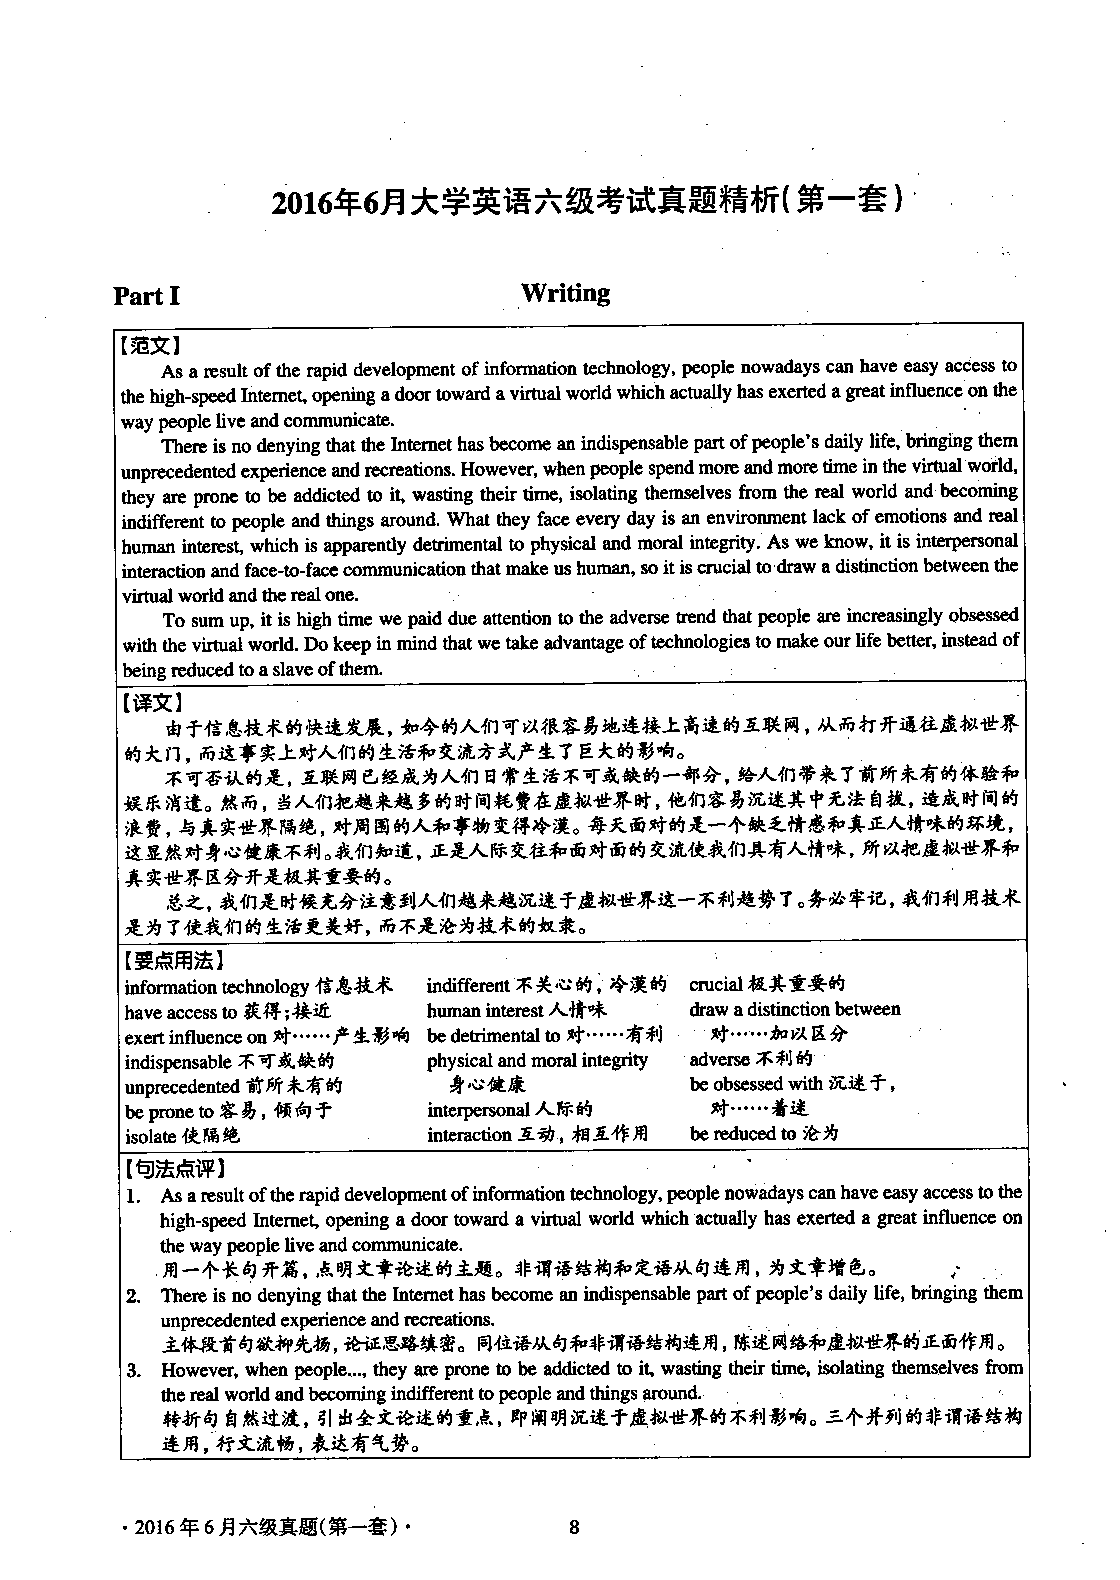 2016年6月大学英语六级考试真题精析(第一套)
Part I
Writing
【范文】
As a result of the rapid development of information technology, people nowadays can have easy access to
the high-speed Internet, opening a door toward a virtual world which actually has exerted a great influence on the
way people live and communicate.
There is no denying that the Internet has become an indispensable part of people's daily life, bringing them
unprecedented experience and recreations. However, when people spend more and more time in the virtual world,
they are prone to be addicted to it, wasting their time, isolating themselves from the real world and becoming
indifferent to people and things around. What they face every day is an environment lack of emotions and real
human interest, which is apparently detrimental to physical and moral integrity. As we know, it is interpersonal
interaction and face-to-face communication that make us human, so it is crucial to draw a distinction between the
virtual world and the real one.
To sum up, it is high time we paid due attention to the adverse trend that people are increasingly obsessed
with the virtual world. Do keep in mind that we take advantage of technologies to make our life better, instead of
being reduced to a slave of them.
【译文】
由于信息技术的快速发展，如今的人们可以很容易地连接上高速的互联网，从而打开通往虚拟世界
的大门，而这事实上对人们的生活和交流方式产生了巨大的影响。
不可否认的是，互联网已经成为人们日常生活不可或缺的一部分，给人们带来了前所未有的体验和
娱乐消遣。然而，当人们把越来越多的时间耗费在虚拟世界时，他们容易沉迷其中无法自拔，造成时间的
浪费，与真实世界隔绝，对周围的人和事物变得冷漠。每天面对的是一个缺乏情感和真正人情味的环境，
这显然对身心健康不利。我们知道，正是人际交往和面对面的交流使我们具有人情味，所以把虚拟世界和
真实世界区分开是极其重要的。
总之，我们是时候充分注意到人们越来越沉迷于虚拟世界这一不利趋势了。务必牢记，我们利用技术
是为了使我们的生活更美好，而不是沦为技术的奴隶。
【要点用法】
information technology 信息技术 indifferent 不关心的，冷漠的 crucial 极其重要的
have access to 获得；接近 human interest 人情味 draw a distinction between
exert influence on 对……产生影响 be detrimental to 对……有利 对……加以区分
indispensable 不可或缺的 physical and moral integrity adverse 不利的
unprecedented 前所未有的 身心健康 be obsessed with 沉迷于，
be prone to 容易，倾向于 interpersonal 人际的 对……着迷
isolate 使隔绝 interaction 互动，相互作用 be reduced to 沦为
【句法点评】
1. As a result of the rapid development of information technology, people nowadays can have easy access to the
high-speed Internet, opening a door toward a virtual world which actually has exerted a great influence on
the way people live and communicate.
用一个长句开篇，点明文章论述的主题。非谓语结构和定语从句连用，为文章增色。
2. There is no denying that the Internet has become an indispensable part of people's daily life, bringing them
unprecedented experience and recreations.
主体段首句欲抑先扬，论证思路缜密。同位语从句和非谓语结构连用，陈述网络和虚拟世界的正面作用。
3. However, when people..., they are prone to be addicted to it, wasting their time, isolating themselves from
the real world and becoming indifferent to people and things around.
转折句自然过渡，引出全文论述的重点，即阐明沉迷于虚拟世界的不利影响。三个并列的非谓语结构
连用，行文流畅，表达有气势。
·2016年6月六级真题(第一套)·
8